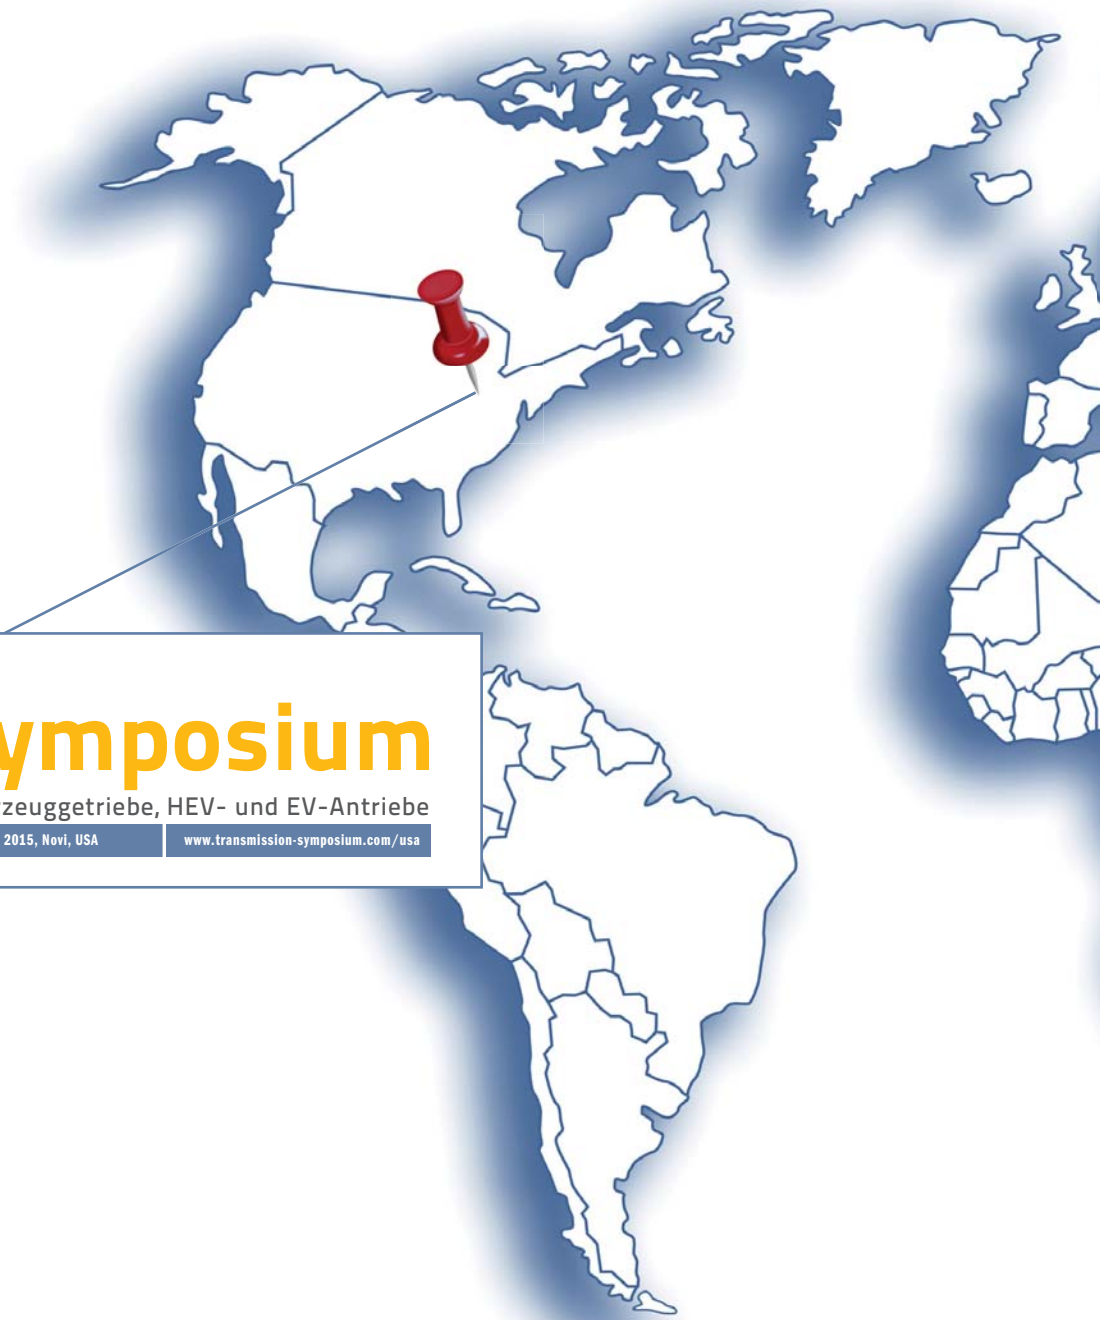 ymposium
zeuggetriebe, HEV- und EV-Antriebe
2015, Novi, USA www.transmission-symposium.com/usa